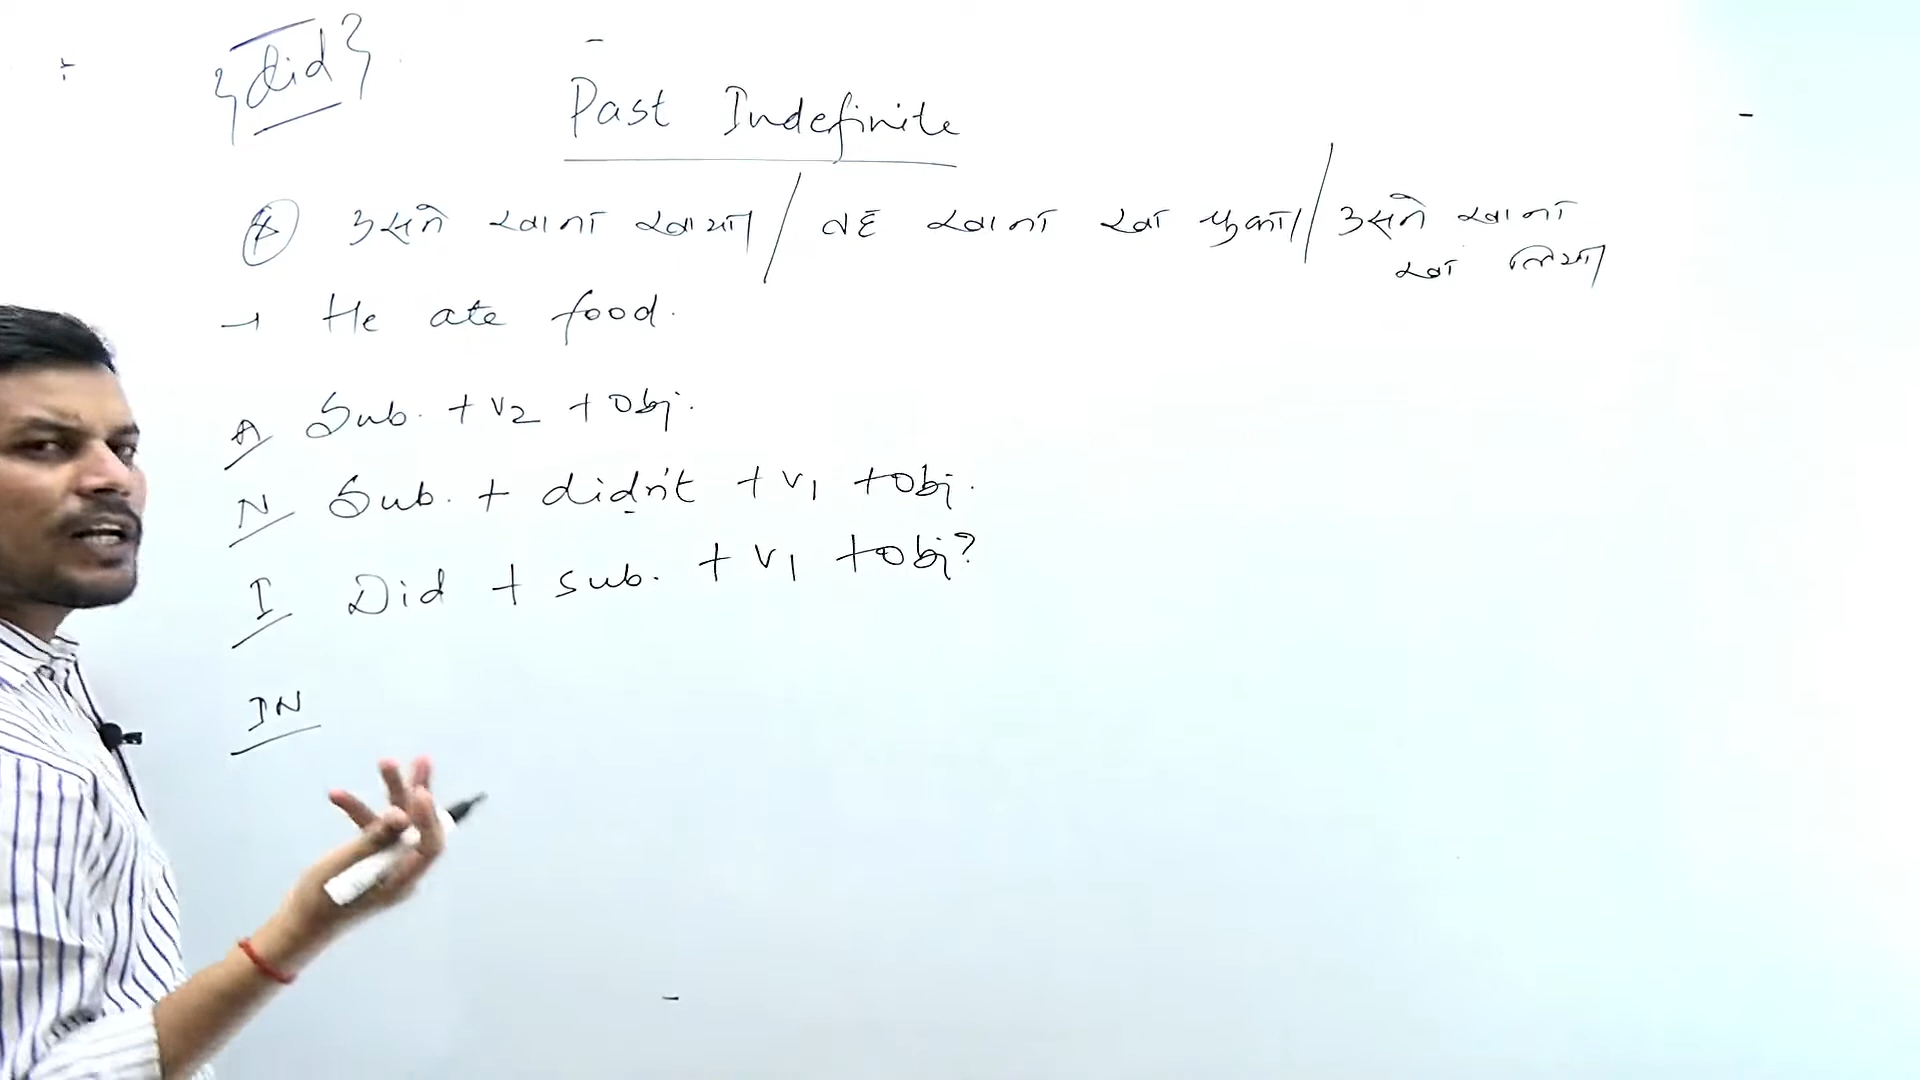 {did}
Past Indefinite
उसने खाना खाया / वह खाना खा चुका / उसने खाना
खा लिया
→ He ate food.
A Sub. + V2 + Obj.
N Sub. + didn't + V1 + Obj.
I Did + sub. + V1 + Obj?
IN